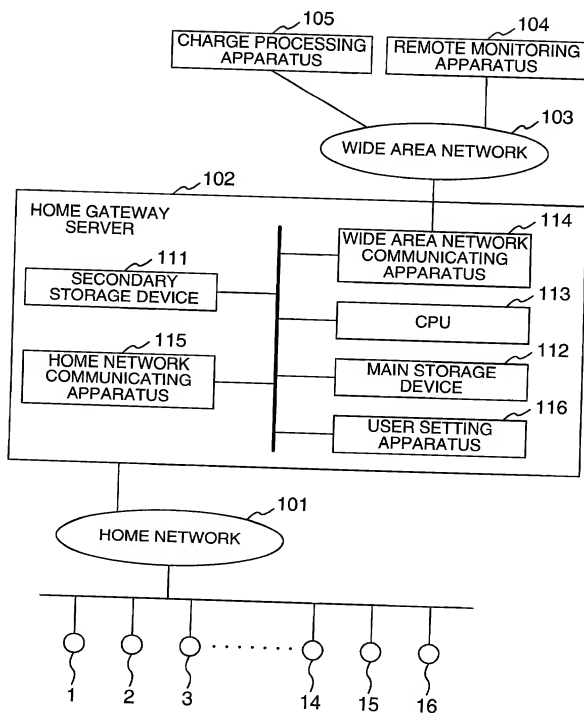 105
CHARGE PROCESSING
APPARATUS
104
REMOTE MONITORING
APPARATUS
103
WIDE AREA NETWORK
102
HOME GATEWAY
SERVER
114
WIDE AREA NETWORK
COMMUNICATING
APPARATUS
111
SECONDARY
STORAGE DEVICE
113
CPU
115
HOME NETWORK
COMMUNICATING
APPARATUS
112
MAIN STORAGE
DEVICE
116
USER SETTING
APPARATUS
101
HOME NETWORK
1 2 3 ........ 14 15 16